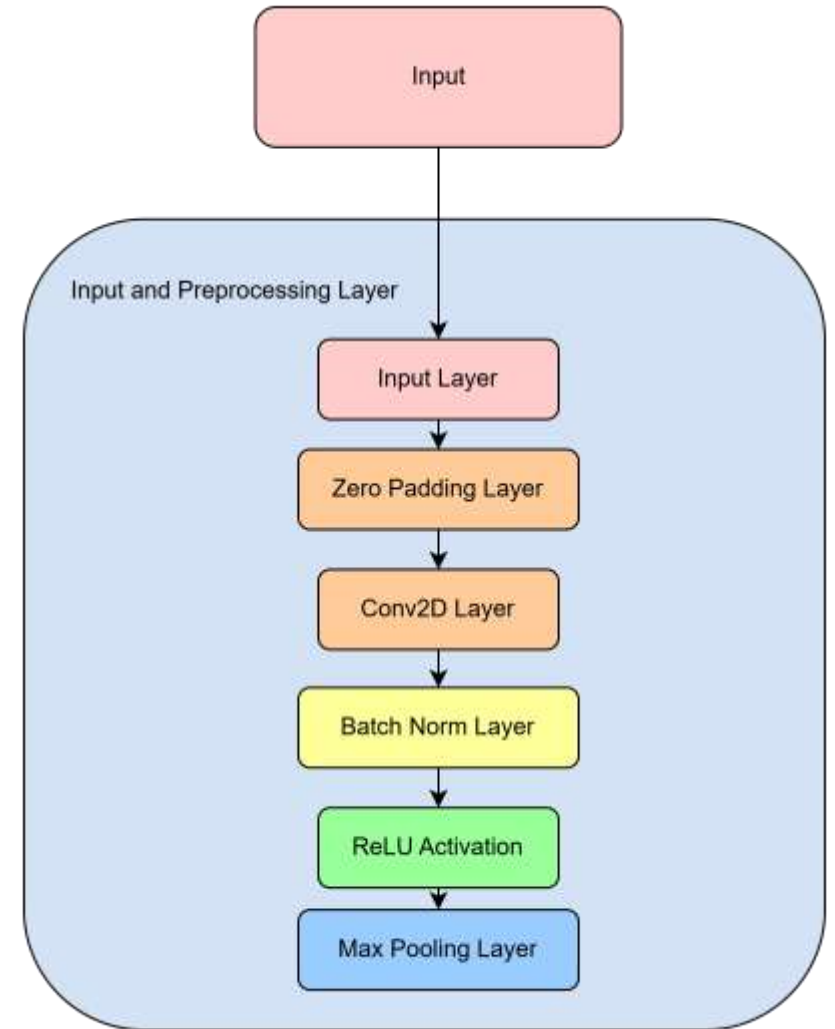 Input
Input and Preprocessing Layer
Input Layer
Zero Padding Layer
Conv2D Layer
Batch Norm Layer
ReLU Activation
Max Pooling Layer